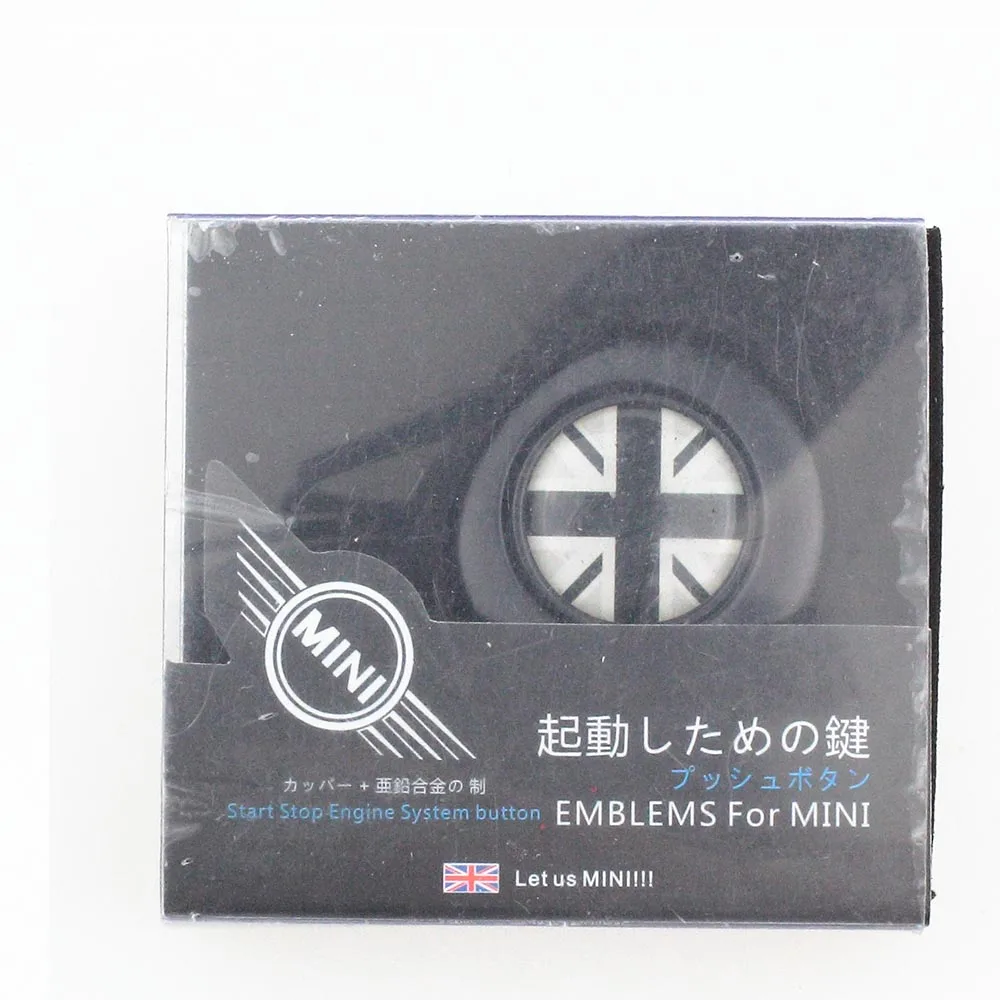 MINI
起動しための鍵
プッシュボタン
カッパー + 亜鉛合金の 制
Start Stop Engine System button
EMBLEMS For MINI
Let us MINI!!!